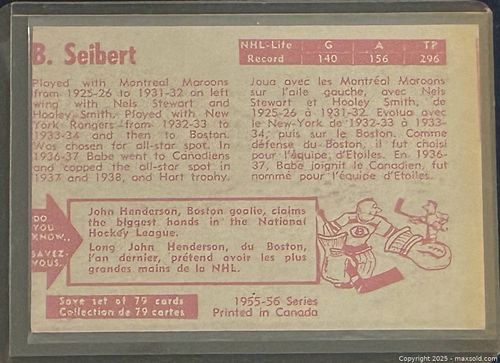 B. Seibert
NHL-Life G A TP
Record 140 156 296
Played with Montreal Maroons
from 1925-26 to 1931-32 on left
wing with Nels Stewart and
Hooley Smith. Played with New
York Rangers from 1932-33 to
1933-34 and then to Boston.
Was chosen for all-star spot. In
1936-37 Babe went to Canadiens
and copped the all-star spot in
1937 and 1938, and Hart trophy.
Joua avec les Montréal Maroons
sur l'aile gauche, avec Nels
Stewart et Hooley Smith, de
1925-26 à 1931-32. Evolua avec
le New-York de 1932-33 à 1933-
34, puis sur le Boston. Comme
défense du Boston, il fut choisi
pour l'équipe d'Etoiles. En 1936-
37, Babe joignit le Canadien, fut
nommé pour l'équipe d'Etoiles.
DO
YOU
KNOW..
SAVEZ-
VOUS.
John Henderson, Boston goalie, claims
the biggest hands in the National
Hockey League.
Long John Henderson, du Boston,
l'an dernier, prétend avoir les plus
grandes mains de la NHL.
B
Save set of 79 cards
Collection de 79 cartes
1955-56 Series
Printed in Canada
Copyright 2025 - maxsold.com